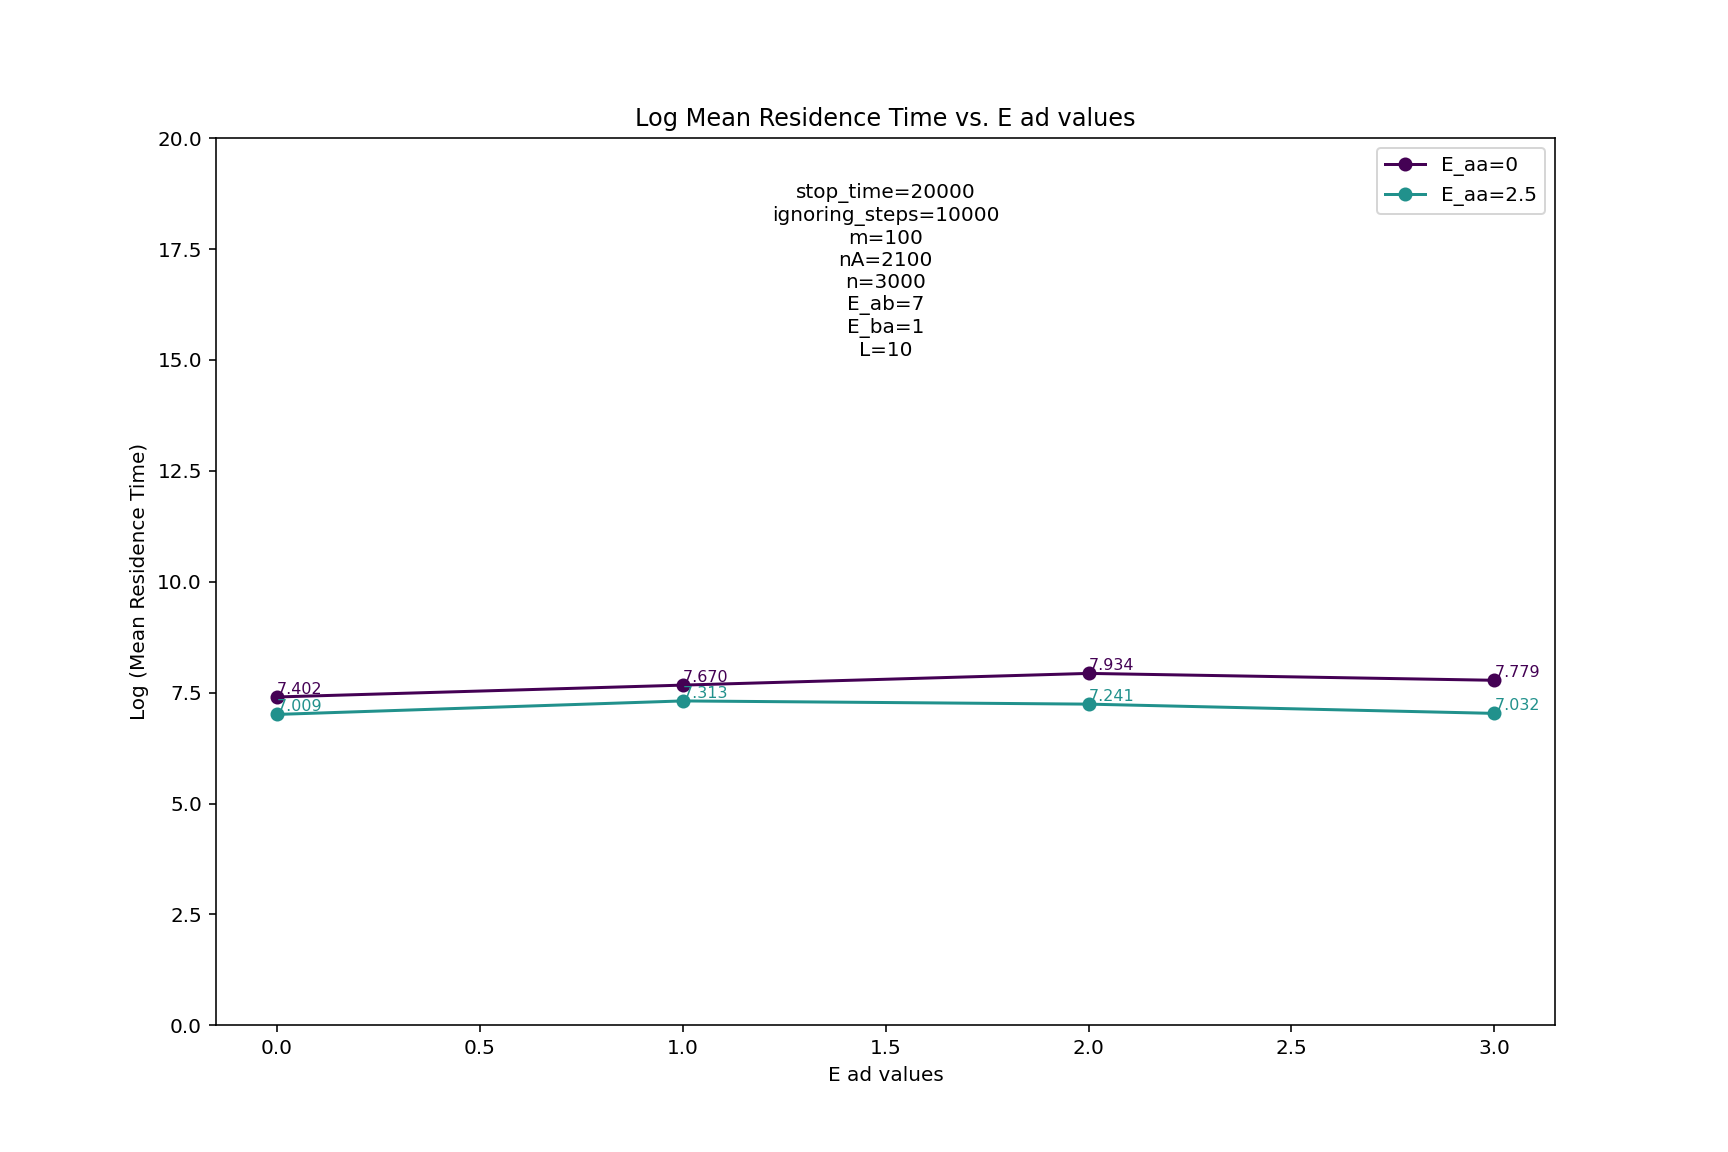 Log Mean Residence Time vs. E ad values
20.0
17.5
15.0
12.5
10.0
7.5
5.0
2.5
0.0
Log (Mean Residence Time)
E_aa=0
E_aa=2.5
stop_time=20000
ignoring_steps=10000
m=100
nA=2100
n=3000
E_ab=7
E_ba=1
L=10
7.402
7.670
7.934
7.779
7.009
7.313
7.241
7.032
0.0 0.5 1.0 1.5 2.0 2.5 3.0
E ad values